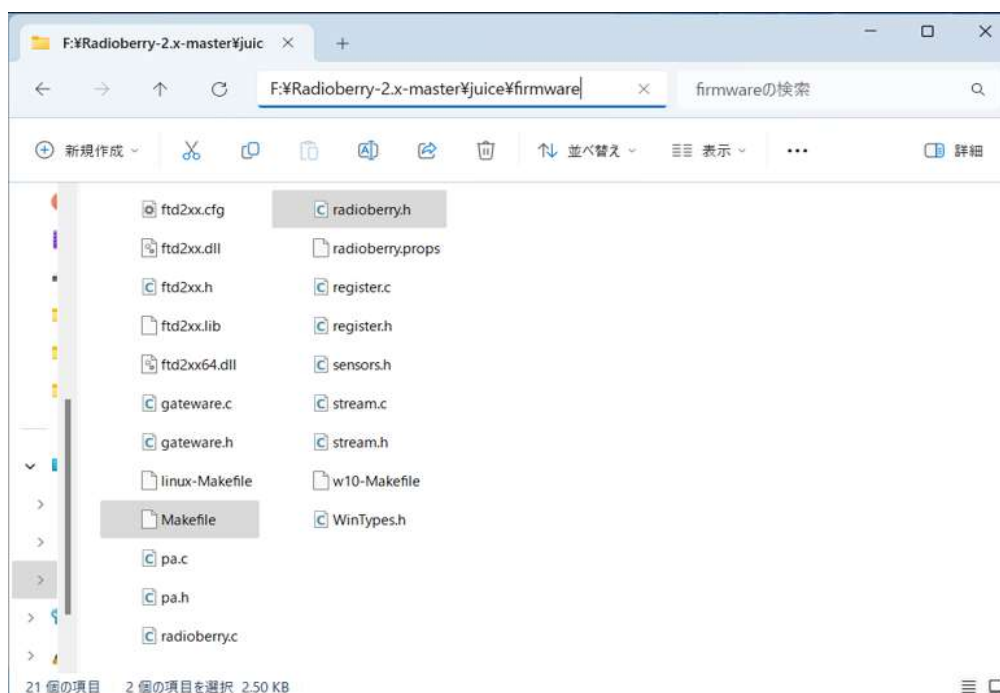 F:¥Radioberry-2.x-master¥juic
F:¥Radioberry-2.x-master¥juice¥firmware
firmwareの検索
新規作成
並べ替え
表示
詳細
ftd2xx.cfg
ftd2xx.dll
ftd2xx.h
ftd2xx.lib
ftd2xx64.dll
gateware.c
gateware.h
linux-Makefile
Makefile
pa.c
pa.h
radioberry.c
radioberry.h
radioberry.props
register.c
register.h
sensors.h
stream.c
stream.h
w10-Makefile
WinTypes.h
21 個の項目 2 個の項目を選択 2.50 KB